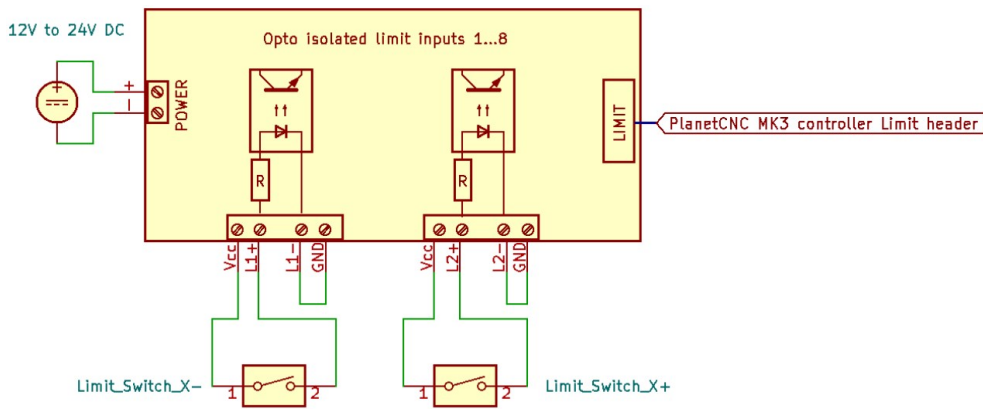 12V to 24V DC
Opto isolated limit inputs 1...8
+
-
POWER
LIMIT
PlanetCNC MK3 controller Limit header
R
R
Vcc
L1+
L1-
GND
Vcc
L2+
L2-
GND
Limit_Switch_X-
1
2
1
2
Limit_Switch_X+